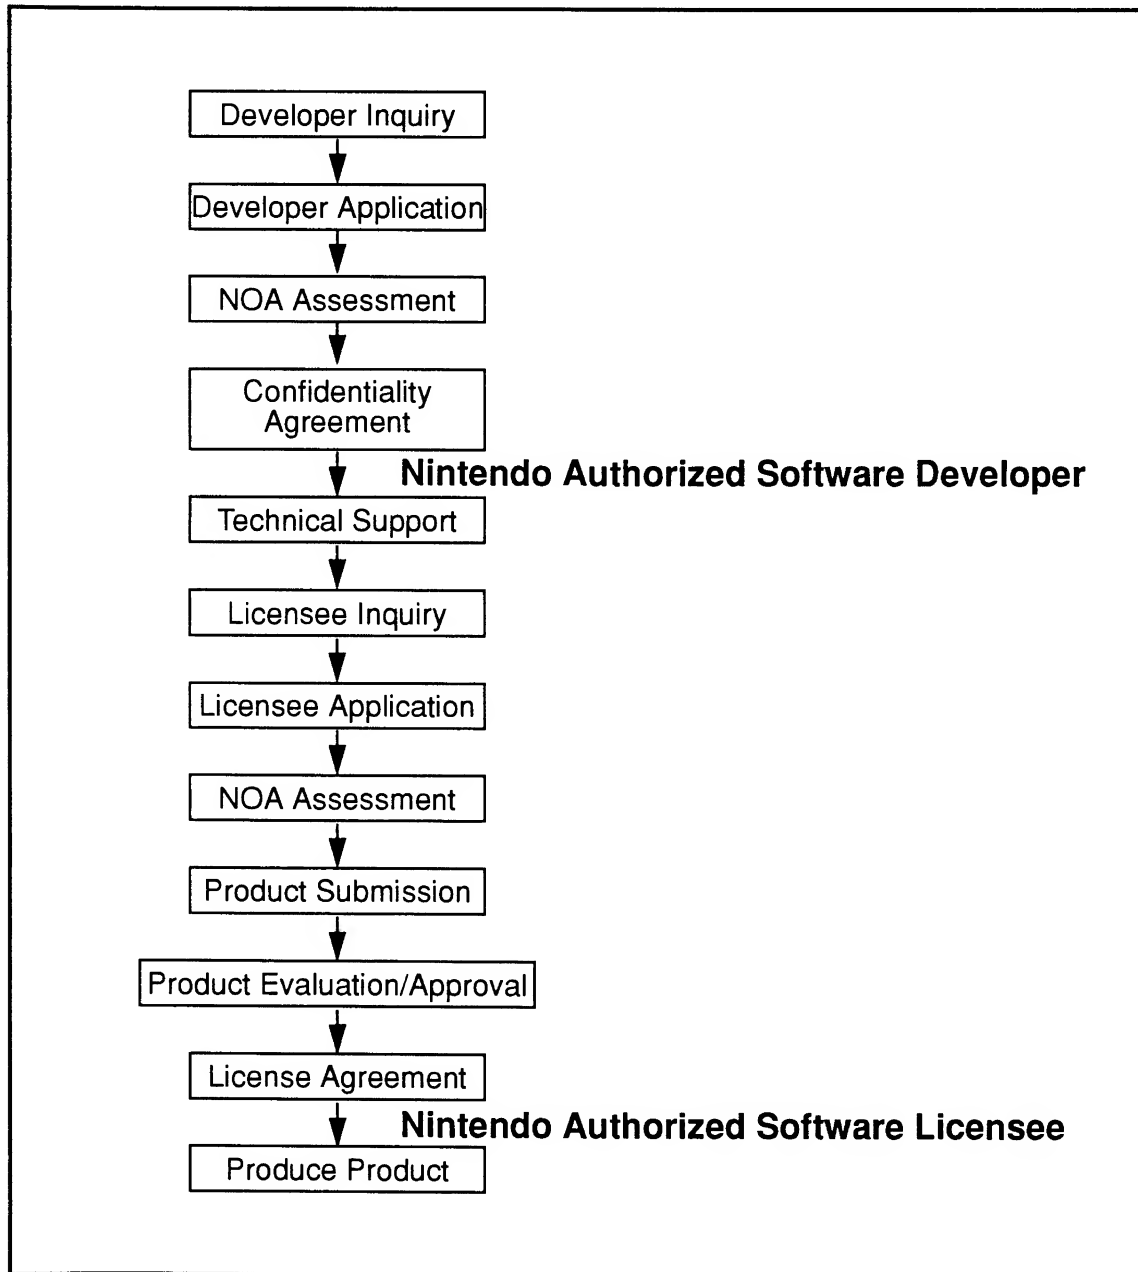 Developer Inquiry
Developer Application
NOA Assessment
Confidentiality
Agreement
Nintendo Authorized Software Developer
Technical Support
Licensee Inquiry
Licensee Application
NOA Assessment
Product Submission
Product Evaluation/Approval
License Agreement
Nintendo Authorized Software Licensee
Produce Product